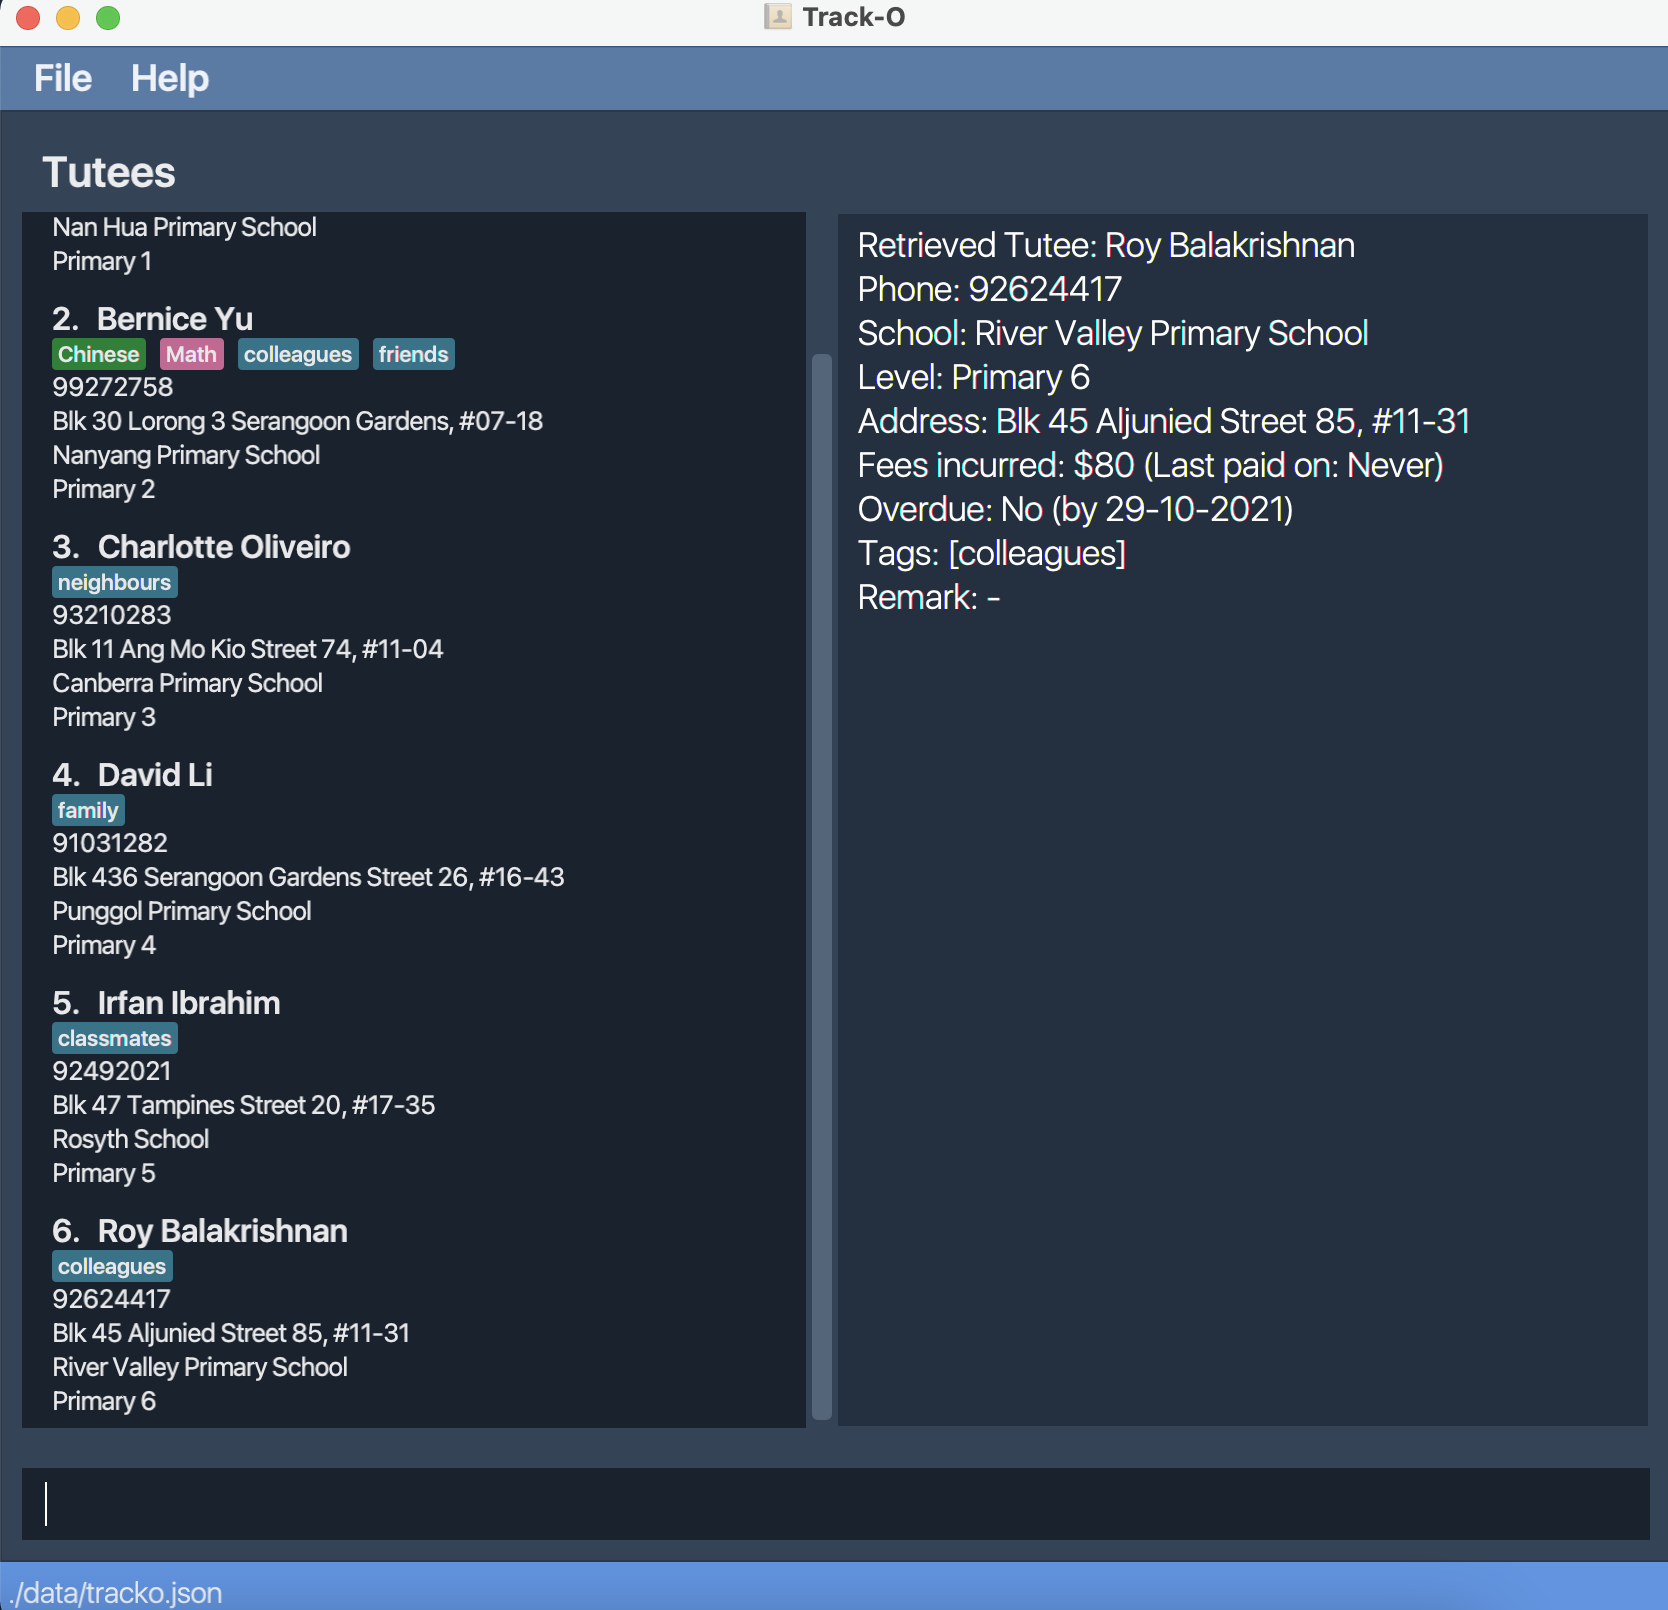 Track-O
File Help
Tutees
Nan Hua Primary School
Primary 1
2. Bernice Yu
Chinese Math colleagues friends
99272758
Blk 30 Lorong 3 Serangoon Gardens, #07-18
Nanyang Primary School
Primary 2
3. Charlotte Oliveiro
neighbours
93210283
Blk 11 Ang Mo Kio Street 74, #11-04
Canberra Primary School
Primary 3
4. David Li
family
91031282
Blk 436 Serangoon Gardens Street 26, #16-43
Punggol Primary School
Primary 4
5. Irfan Ibrahim
classmates
92492021
Blk 47 Tampines Street 20, #17-35
Rosyth School
Primary 5
6. Roy Balakrishnan
colleagues
92624417
Blk 45 Aljunied Street 85, #11-31
River Valley Primary School
Primary 6
Retrieved Tutee: Roy Balakrishnan
Phone: 92624417
School: River Valley Primary School
Level: Primary 6
Address: Blk 45 Aljunied Street 85, #11-31
Fees incurred: $80 (Last paid on: Never)
Overdue: No (by 29-10-2021)
Tags: [colleagues]
Remark: -
./data/tracko.json